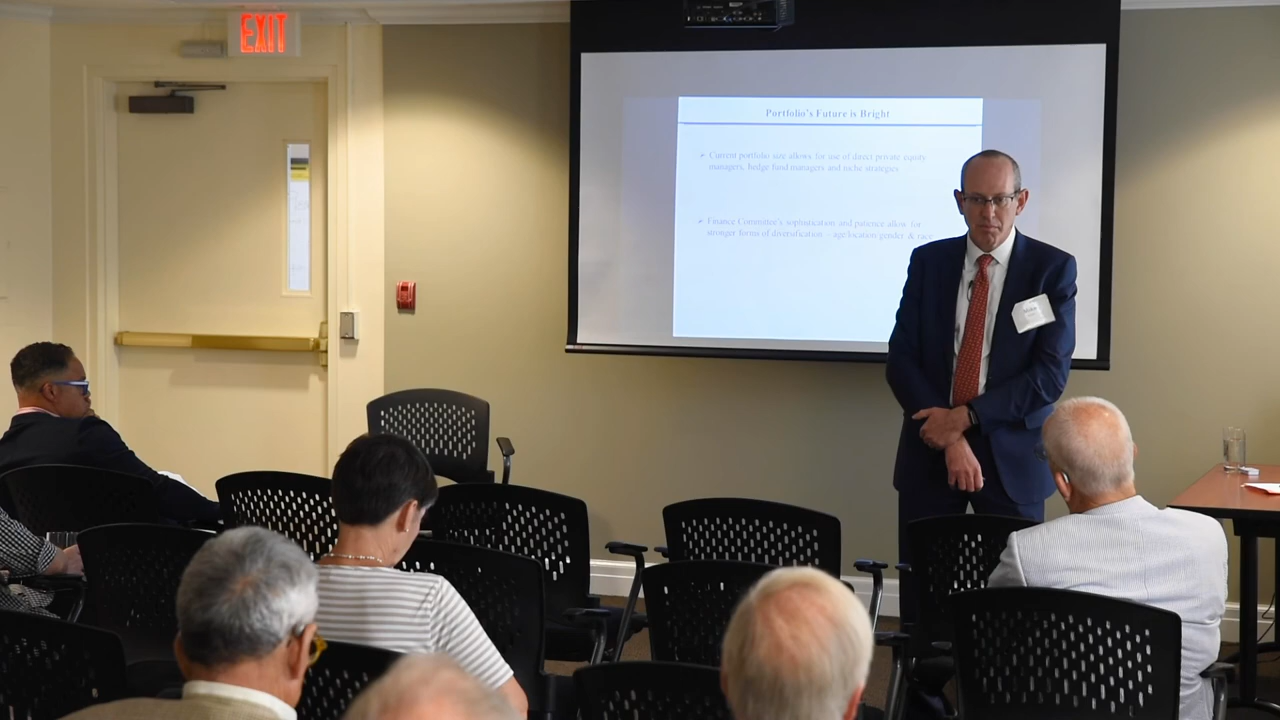 EXIT
Portfolio's Future is Bright
➢ Current portfolio size allows for use of direct private equity
managers, hedge fund managers and niche strategies
➢ Finance Committee's sophistication and patience allow for
stronger forms of diversification – age/location/gender & race